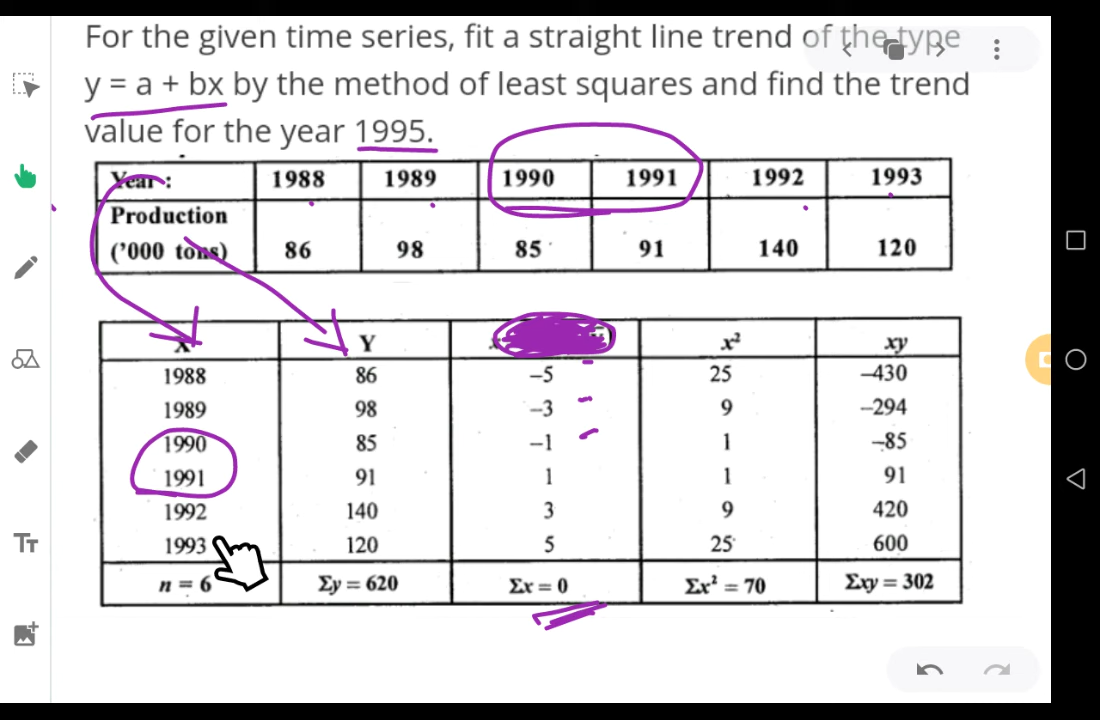 For the given time series, fit a straight line trend of the type
y = a + bx by the method of least squares and find the trend
value for the year 1995.
Year : 1988 1989 1990 1991 1992 1993
Production
('000 tons) 86 98 85 91 140 120
X Y x² xy
1988 86 –5 25 –430
1989 98 –3 9 –294
1990 85 –1 1 –85
1991 91 1 1 91
1992 140 3 9 420
1993 120 5 25 600
n = 6 Σy = 620 Σx = 0 Σx² = 70 Σxy = 302
TT